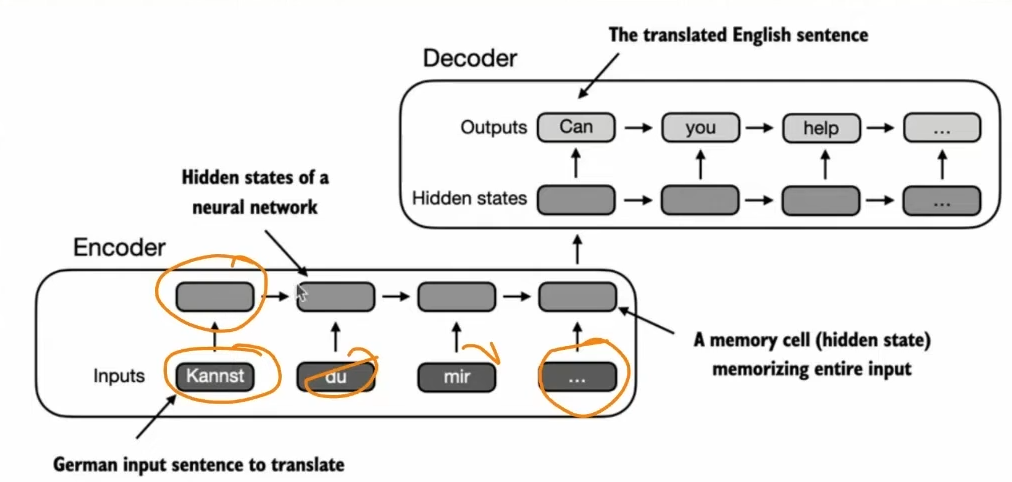 The translated English sentence
Decoder
Outputs Can you help ...
Hidden states of a
neural network
Hidden states ...
Encoder
A memory cell (hidden state)
memorizing entire input
Inputs Kannst du mir ...
German input sentence to translate